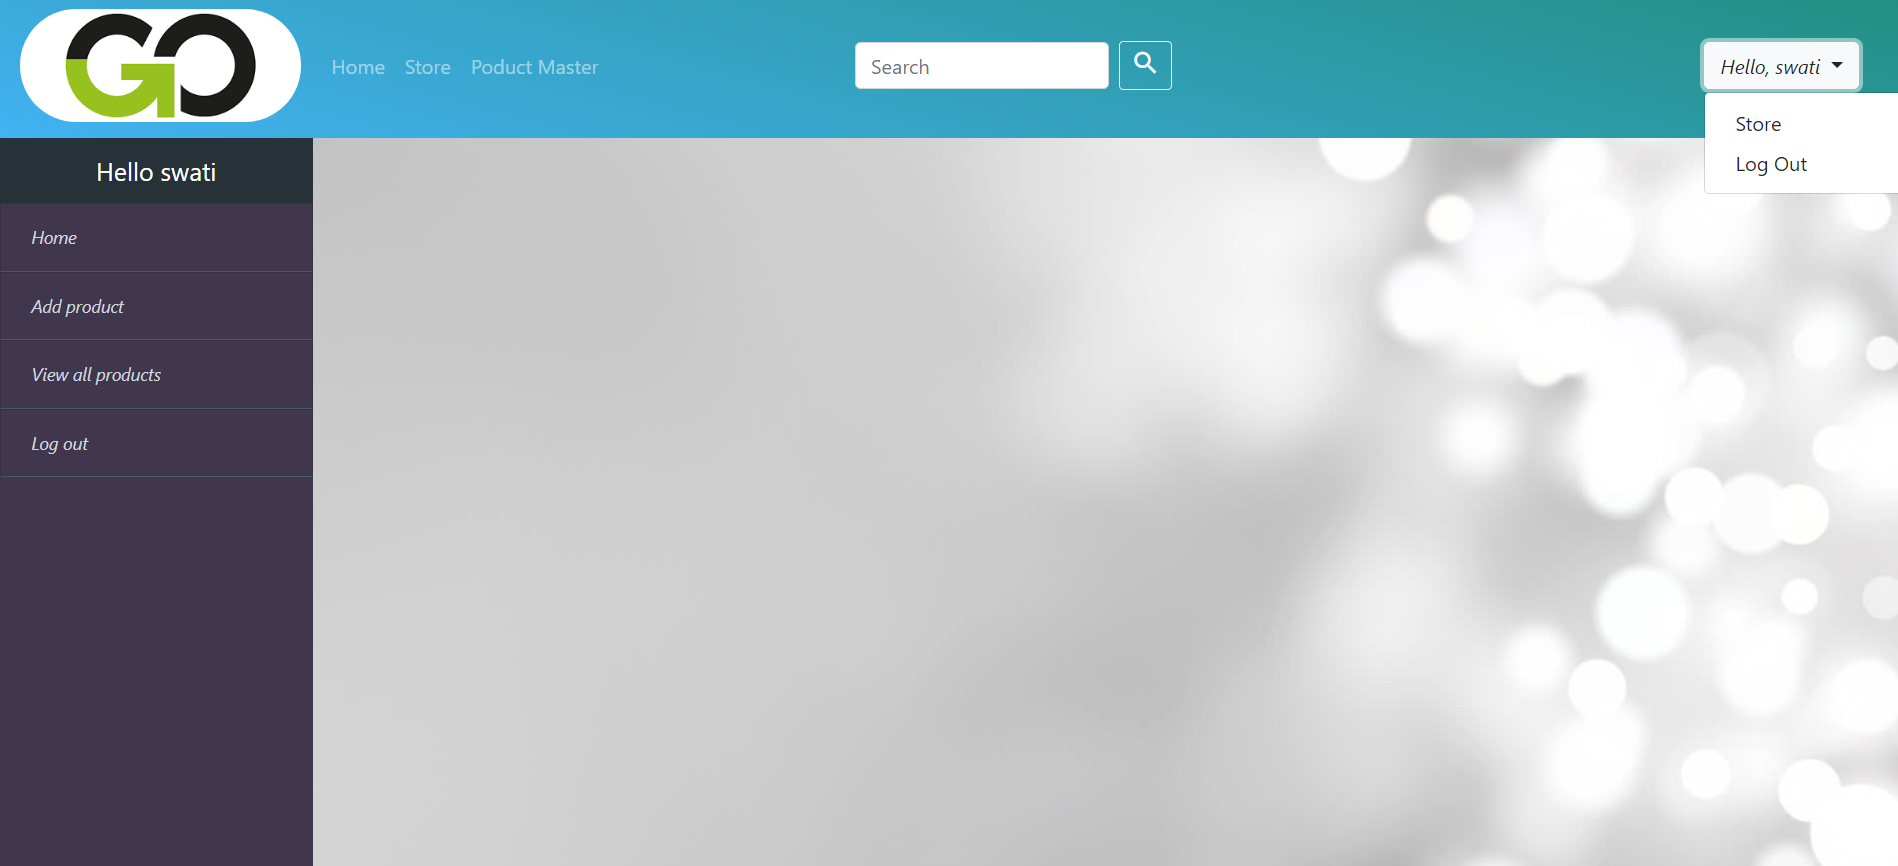 GO
Home Store Poduct Master
Search
Hello, swati
Store
Log Out
Hello swati
Home
Add product
View all products
Log out